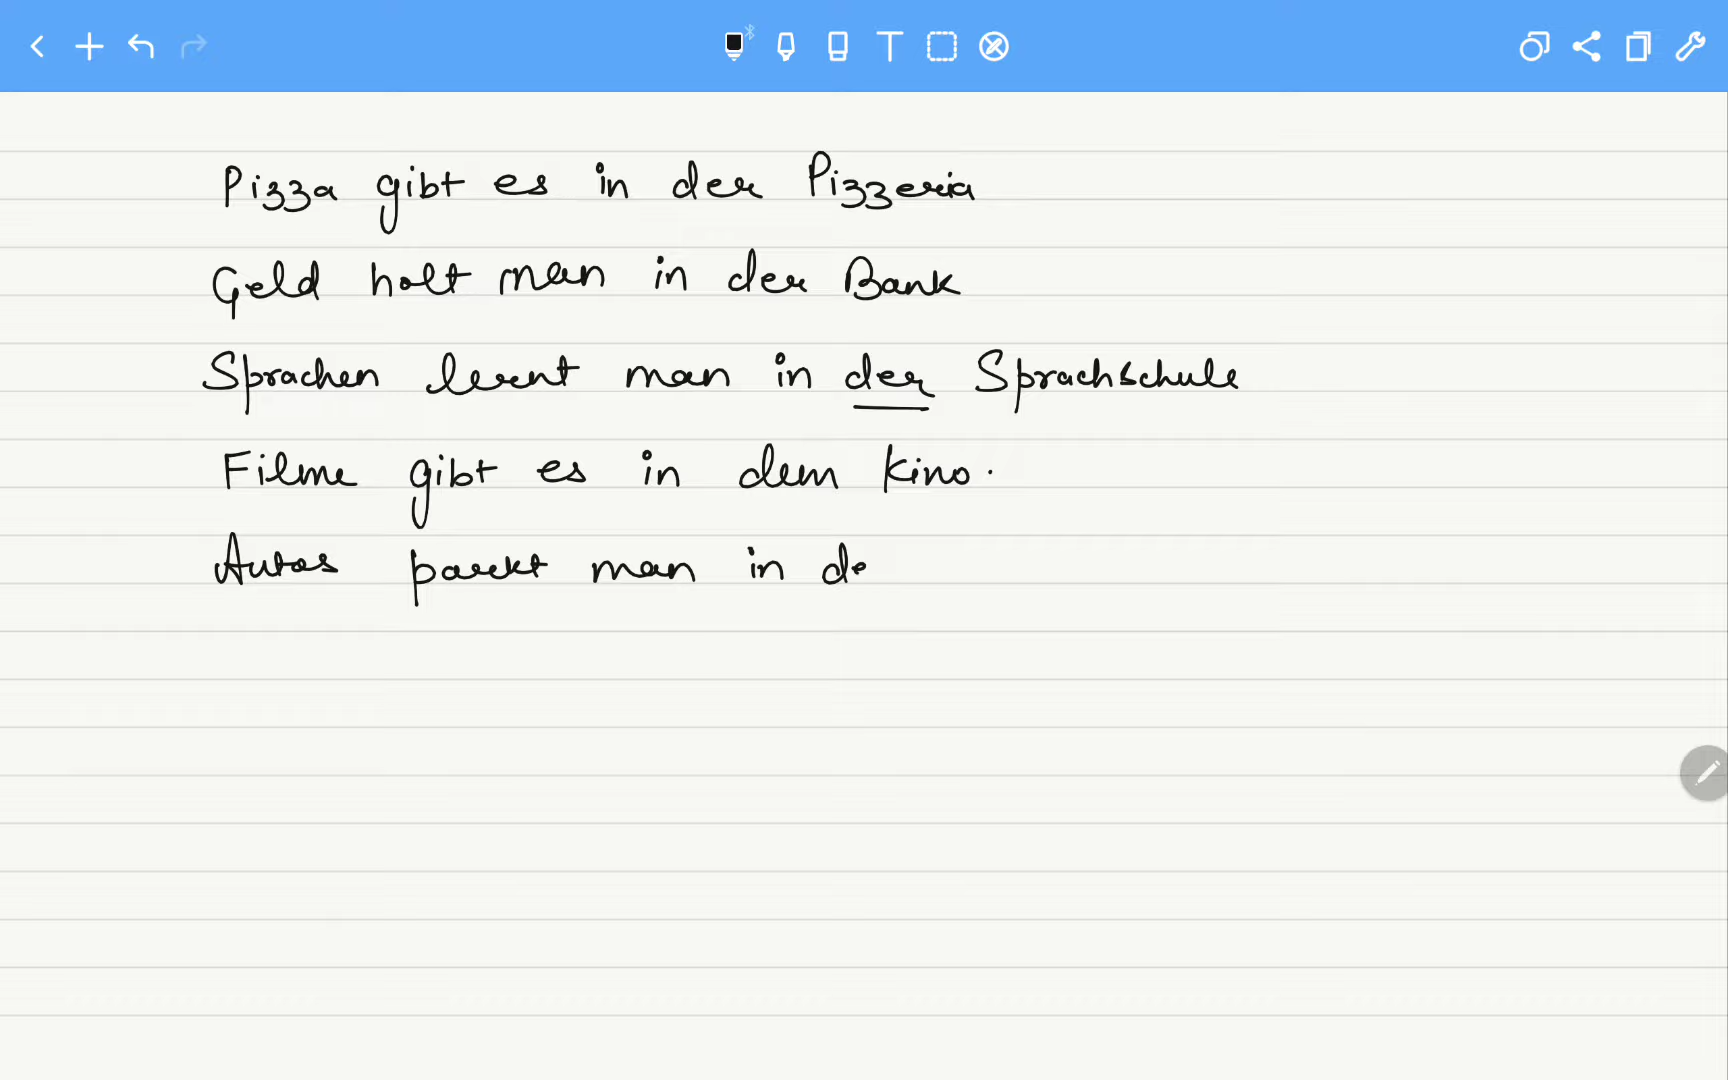 Pizza gibt es in der Pizzeria
Geld holt man in der Bank
Sprachen lernt man in der Sprachschule
Filme gibt es in dem Kino.
Autos parkt man in de